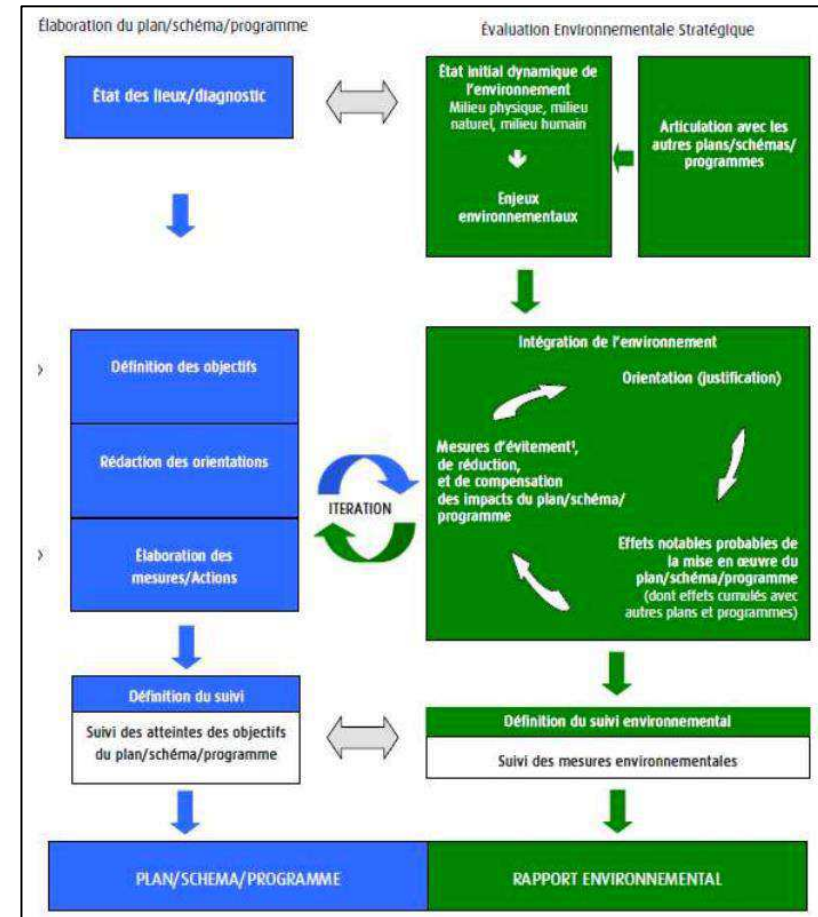 Élaboration du plan/schéma/programme
Évaluation Environnementale Stratégique
État des lieux/diagnostic
État initial dynamique de
l'environnement
Milieu physique, milieu
naturel, milieu humain
Enjeux
environnementaux
Articulation avec les
autres plans/schémas/
programmes
Définition des objectifs
Rédaction des orientations
Élaboration des
mesures/Actions
ITERATION
Intégration de l'environnement
Orientation (justification)
Mesures d'évitement¹,
de réduction,
et de compensation
des impacts du plan/schéma/
programme
Effets notables probables de
la mise en œuvre du
plan/schéma/programme
(dont effets cumulés avec
autres plans et programmes)
Définition du suivi
Suivi des atteintes des objectifs
du plan/schéma/programme
Définition du suivi environnemental
Suivi des mesures environnementales
PLAN/SCHEMA/PROGRAMME
RAPPORT ENVIRONNEMENTAL